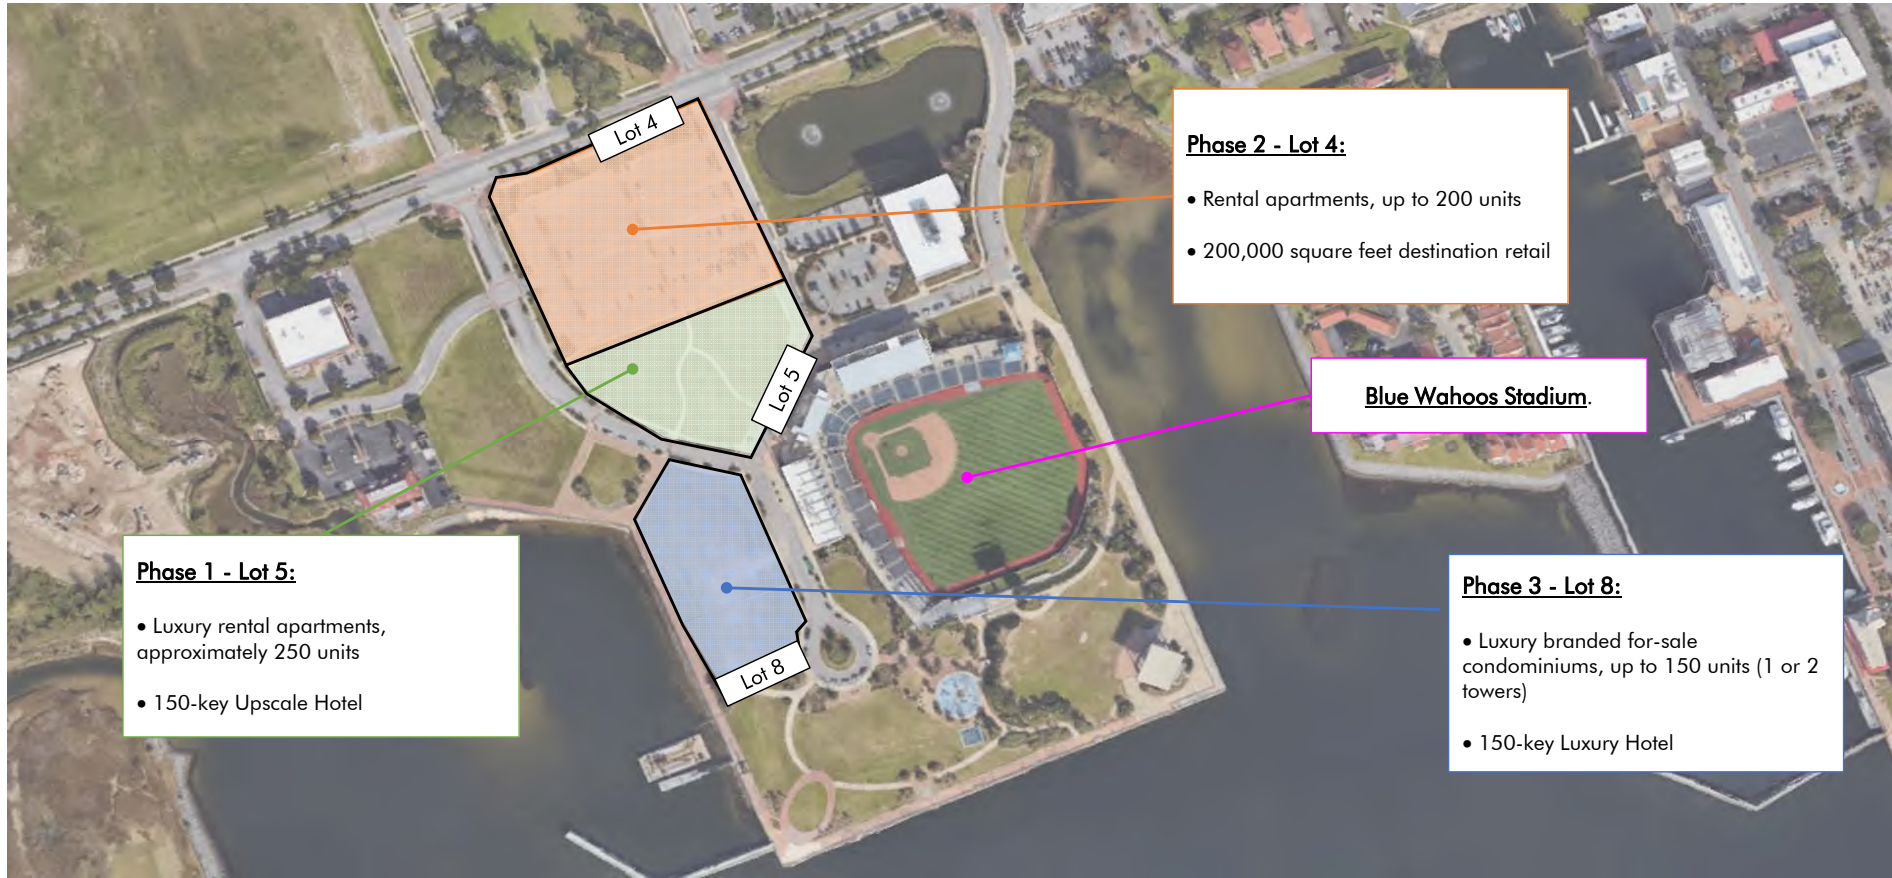 Lot 4
Phase 2 - Lot 4:
• Rental apartments, up to 200 units
• 200,000 square feet destination retail
Lot 5
Blue Wahoos Stadium.
Phase 1 - Lot 5:
• Luxury rental apartments,
approximately 250 units
• 150-key Upscale Hotel
Phase 3 - Lot 8:
• Luxury branded for-sale
condominiums, up to 150 units (1 or 2
towers)
• 150-key Luxury Hotel
Lot 8